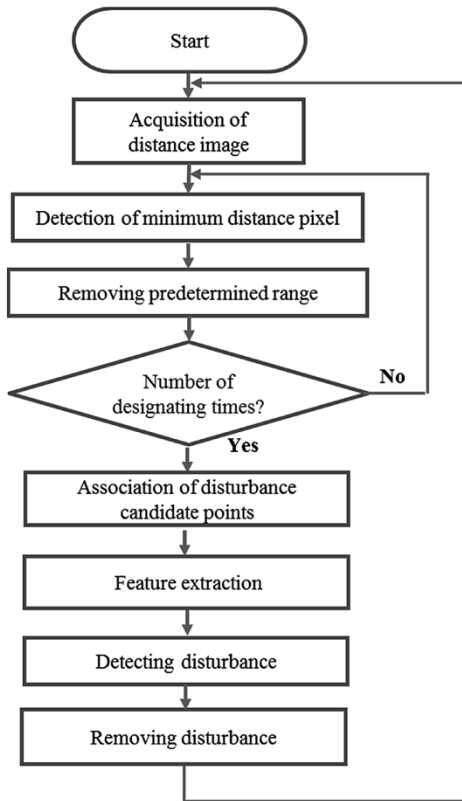 Start
Acquisition of
distance image
Detection of minimum distance pixel
Removing predetermined range
Number of
designating times?
No
Yes
Association of disturbance
candidate points
Feature extraction
Detecting disturbance
Removing disturbance